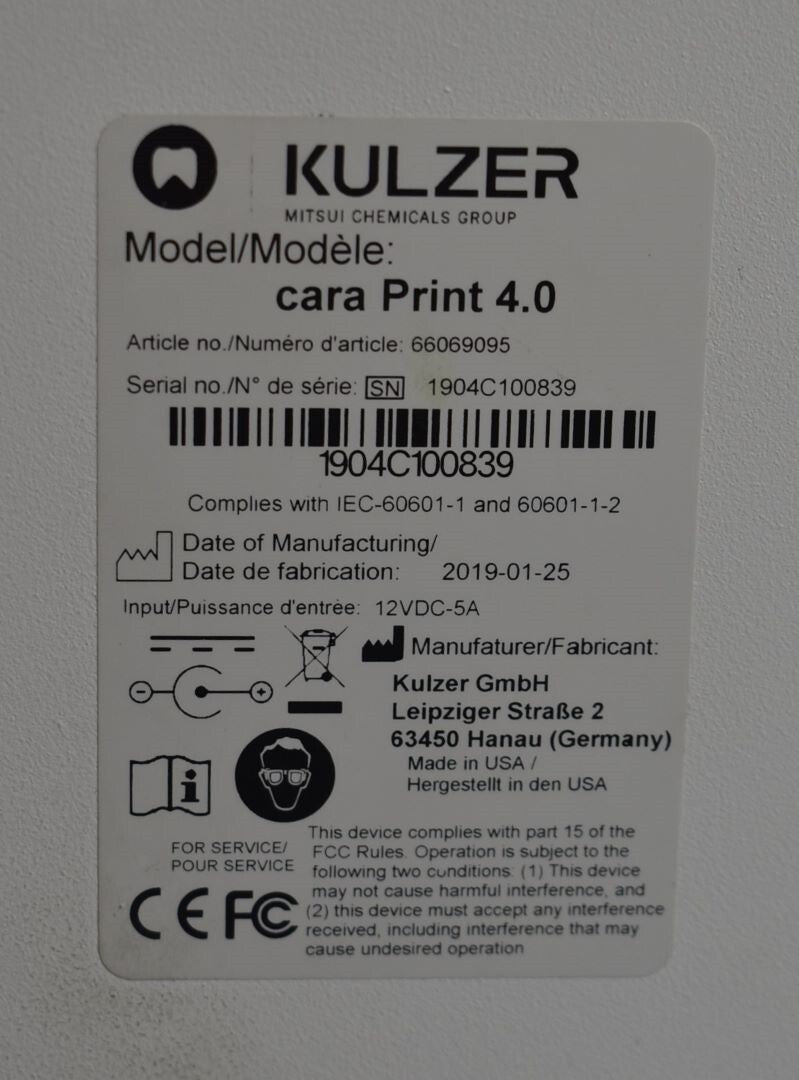 KULZER
MITSUI CHEMICALS GROUP
Model/Modèle:
cara Print 4.0
Article no./Numéro d'article: 66069095
Serial no./N° de série: SN 1904C100839
1904C100839
Complies with IEC-60601-1 and 60601-1-2
Date of Manufacturing/
Date de fabrication: 2019-01-25
Input/Puissance d'entrée: 12VDC-5A
Manufaturer/Fabricant:
Kulzer GmbH
Leipziger Straße 2
63450 Hanau (Germany)
Made in USA /
Hergestellt in den USA
FOR SERVICE/
POUR SERVICE
CE FC
This device complies with part 15 of the
FCC Rules. Operation is subject to the
following two conditions: (1) This device
may not cause harmful interference, and
(2) this device must accept any interference
received, including interference that may
cause undesired operation